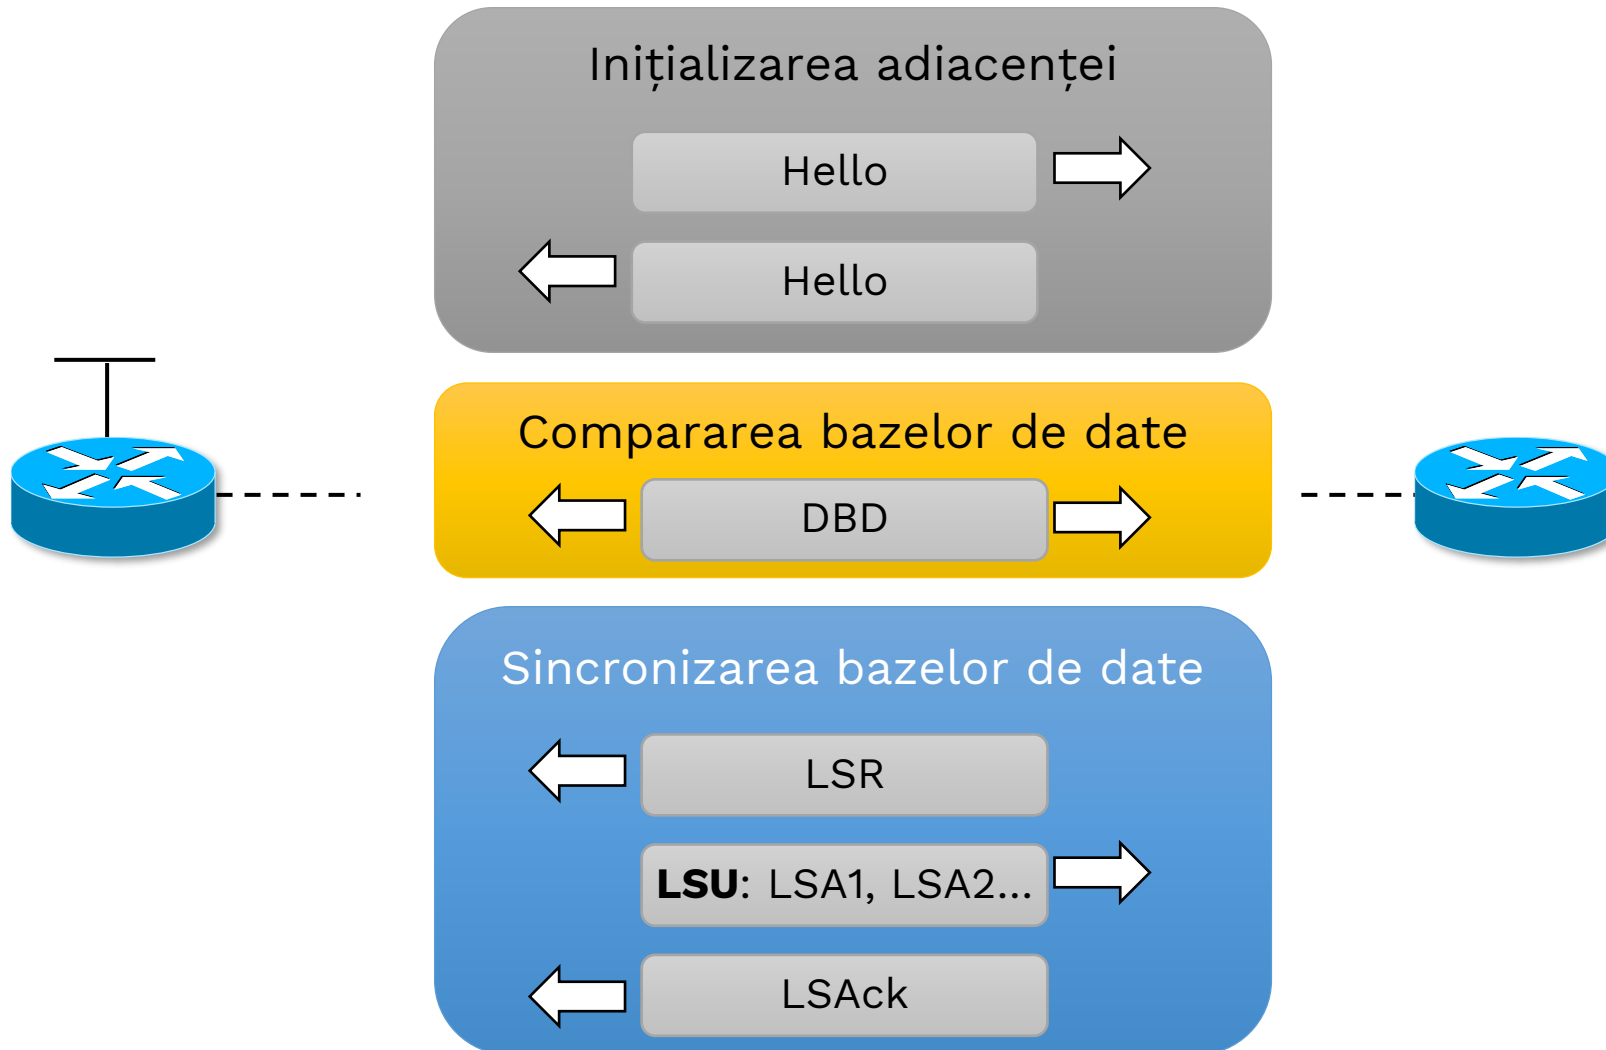 Inițializarea adiacenței
Hello
Hello
Compararea bazelor de date
DBD
Sincronizarea bazelor de date
LSR
LSU: LSA1, LSA2...
LSAck